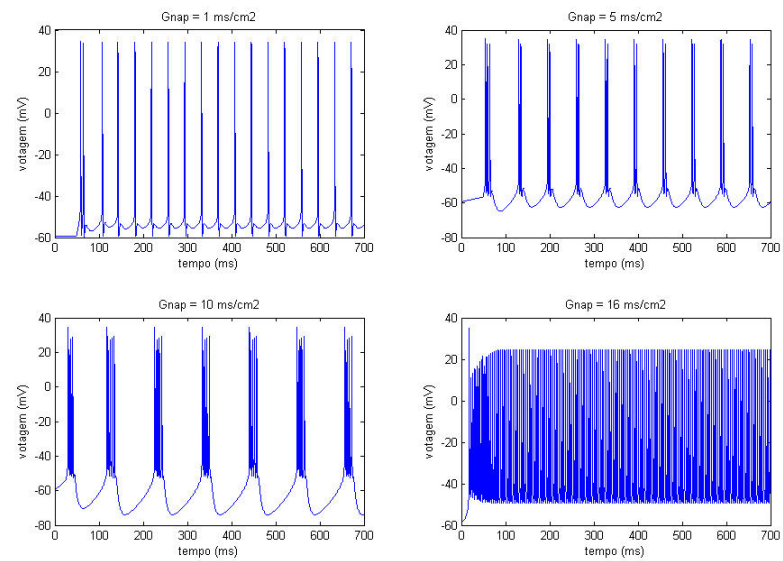 Gnap = 1 ms/cm2
40
20
0
-20
-40
-60
votagem (mV)
0 100 200 300 400 500 600 700
tempo (ms)
Gnap = 5 ms/cm2
40
20
0
-20
-40
-60
-80
votagem (mV)
0 100 200 300 400 500 600 700
tempo (ms)
Gnap = 10 ms/cm2
40
20
0
-20
-40
-60
-80
votagem (mV)
0 100 200 300 400 500 600 700
tempo (ms)
Gnap = 16 ms/cm2
40
20
0
-20
-40
-60
votagem (mV)
0 100 200 300 400 500 600 700
tempo (ms)